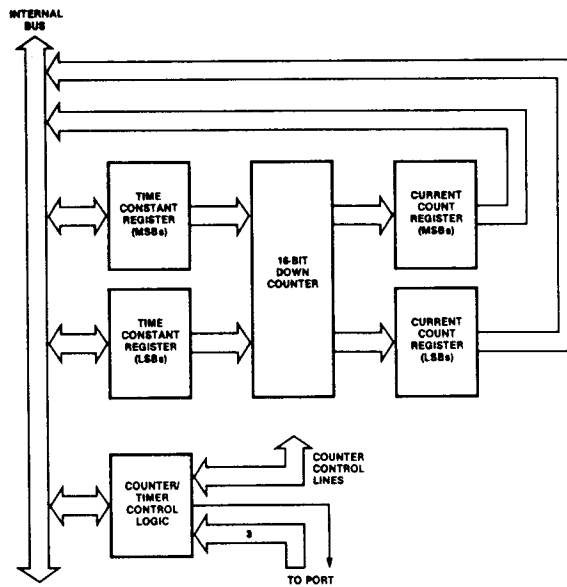 INTERNAL
BUS
TIME
CONSTANT
REGISTER
(MSBs)
16-BIT
DOWN
COUNTER
CURRENT
COUNT
REGISTER
(MSBs)
TIME
CONSTANT
REGISTER
(LSBs)
CURRENT
COUNT
REGISTER
(LSBs)
COUNTER/
TIMER
CONTROL
LOGIC
COUNTER
CONTROL
LINES
3
TO PORT